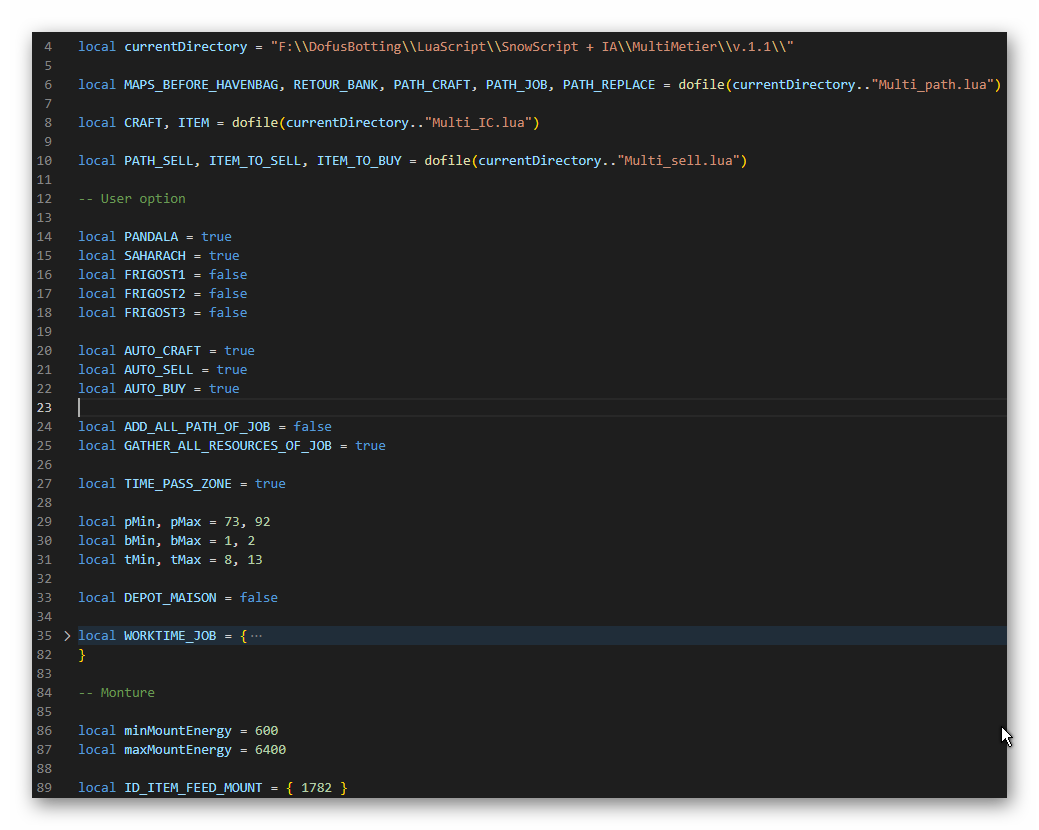 4 local currentDirectory = "F:\\DofusBotting\\LuaScript\\SnowScript + IA\\MultiMetier\\v.1.1\\"
5
6 local MAPS_BEFORE_HAVENBAG, RETOUR_BANK, PATH_CRAFT, PATH_JOB, PATH_REPLACE = dofile(currentDirectory.."Multi_path.lua")
7
8 local CRAFT, ITEM = dofile(currentDirectory.."Multi_IC.lua")
9
10 local PATH_SELL, ITEM_TO_SELL, ITEM_TO_BUY = dofile(currentDirectory.."Multi_sell.lua")
11
12 -- User option
13
14 local PANDALA = true
15 local SAHARACH = true
16 local FRIGOST1 = false
17 local FRIGOST2 = false
18 local FRIGOST3 = false
19
20 local AUTO_CRAFT = true
21 local AUTO_SELL = true
22 local AUTO_BUY = true
23
24 local ADD_ALL_PATH_OF_JOB = false
25 local GATHER_ALL_RESOURCES_OF_JOB = true
26
27 local TIME_PASS_ZONE = true
28
29 local pMin, pMax = 73, 92
30 local bMin, bMax = 1, 2
31 local tMin, tMax = 8, 13
32
33 local DEPOT_MAISON = false
34
35 local WORKTIME_JOB = {···
82 }
83
84 -- Monture
85
86 local minMountEnergy = 600
87 local maxMountEnergy = 6400
88
89 local ID_ITEM_FEED_MOUNT = { 1782 }